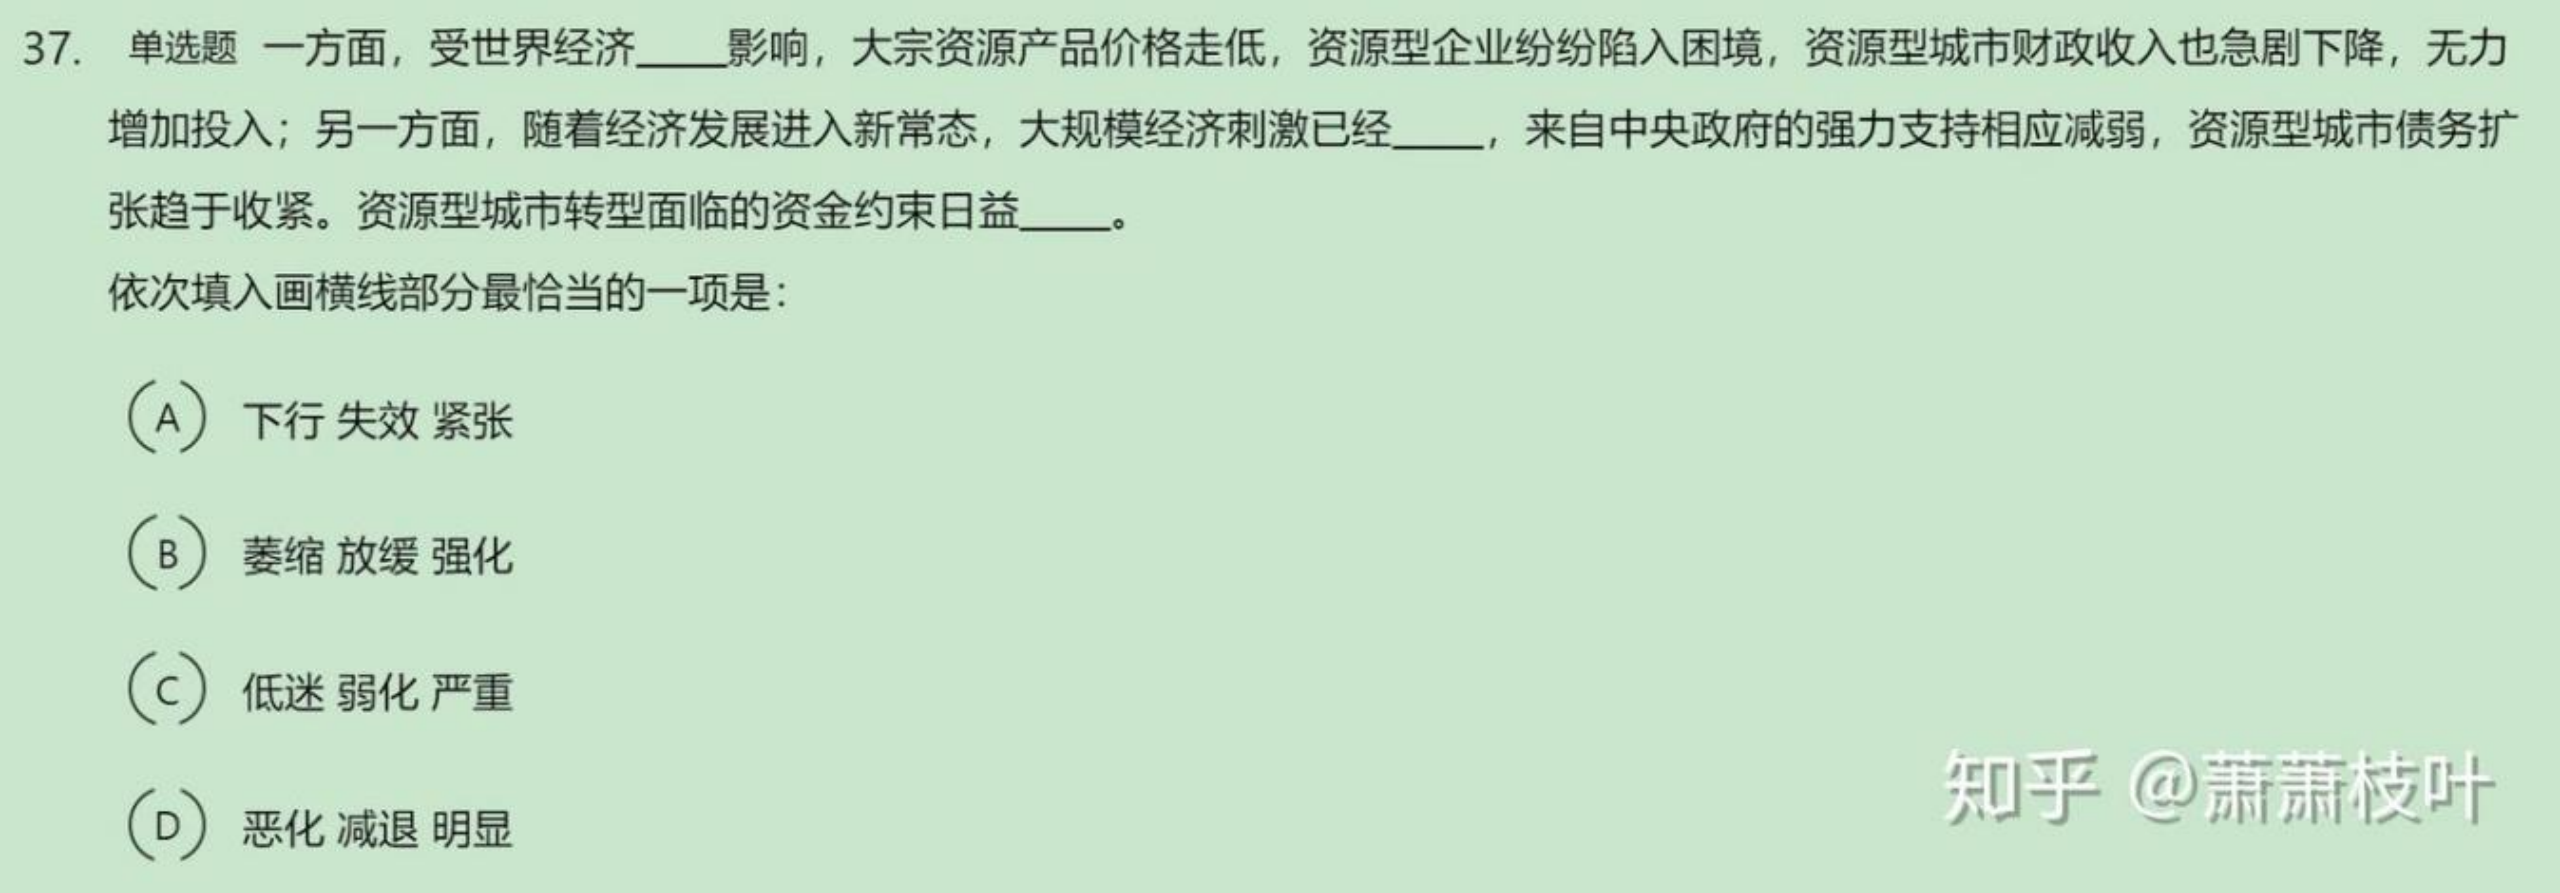 37. 单选题 一方面，受世界经济____影响，大宗资源产品价格走低，资源型企业纷纷陷入困境，资源型城市财政收入也急剧下降，无力
增加投入；另一方面，随着经济发展进入新常态，大规模经济刺激已经____，来自中央政府的强力支持相应减弱，资源型城市债务扩
张趋于收紧。资源型城市转型面临的资金约束日益____。
依次填入画横线部分最恰当的一项是：
A 下行 失效 紧张
B 萎缩 放缓 强化
C 低迷 弱化 严重
D 恶化 减退 明显
知乎 @萧萧枝叶